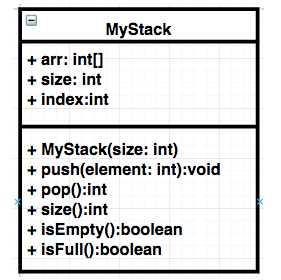 MyStack
+ arr: int[]
+ size: int
+ index:int
+ MyStack(size: int)
+ push(element: int):void
+ pop():int
+ size():int
+ isEmpty():boolean
+ isFull():boolean